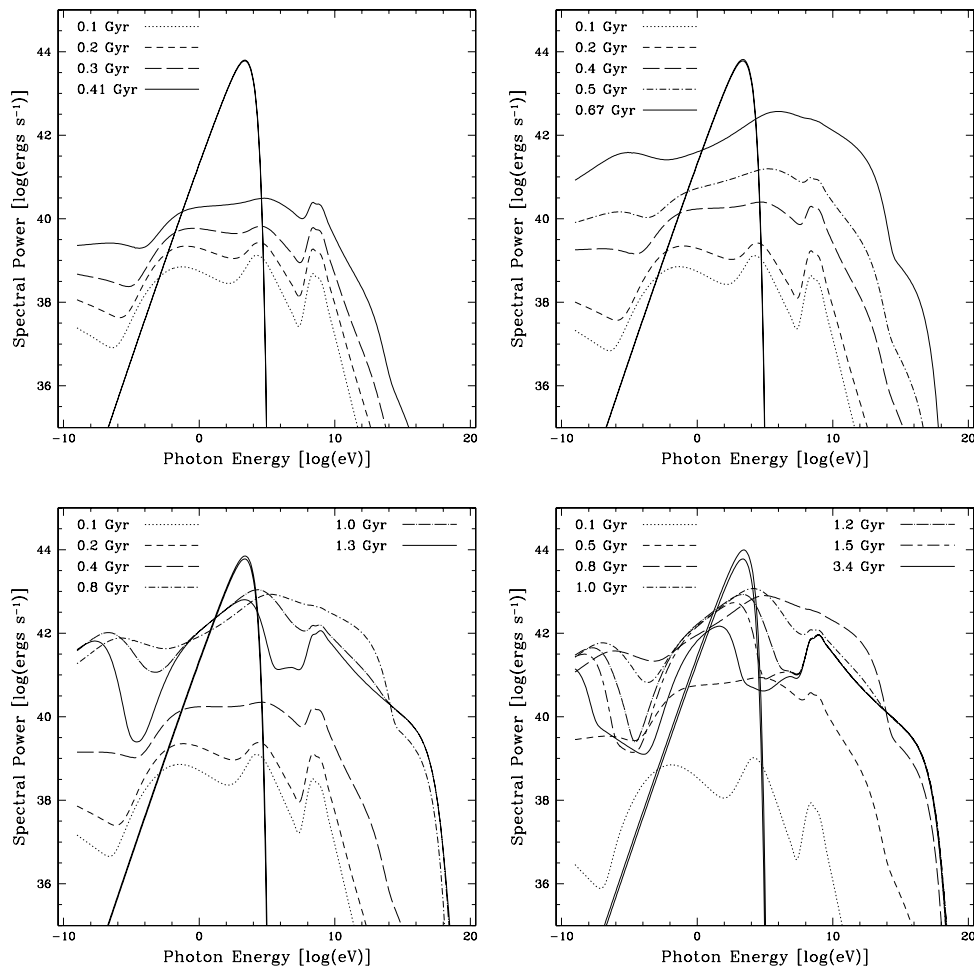 0.1 Gyr
0.2 Gyr
0.3 Gyr
0.41 Gyr
44
42
40
38
36
Spectral Power [log(ergs s⁻¹)]
−10 0 10 20
Photon Energy [log(eV)]
0.1 Gyr
0.2 Gyr
0.4 Gyr
0.5 Gyr
0.67 Gyr
44
42
40
38
36
Spectral Power [log(ergs s⁻¹)]
−10 0 10 20
Photon Energy [log(eV)]
0.1 Gyr
0.2 Gyr
0.4 Gyr
0.8 Gyr
1.0 Gyr
1.3 Gyr
44
42
40
38
36
Spectral Power [log(ergs s⁻¹)]
−10 0 10 20
Photon Energy [log(eV)]
0.1 Gyr
0.5 Gyr
0.8 Gyr
1.0 Gyr
1.2 Gyr
1.5 Gyr
3.4 Gyr
44
42
40
38
36
Spectral Power [log(ergs s⁻¹)]
−10 0 10 20
Photon Energy [log(eV)]